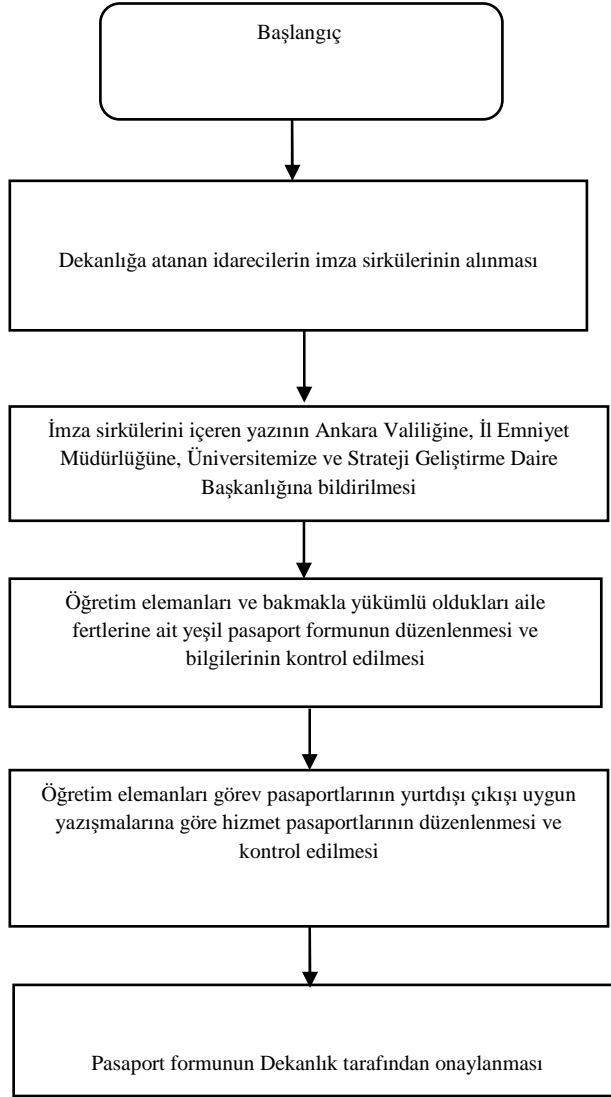 Başlangıç
Dekanlığa atanan idarecilerin imza sirkülerinin alınması
İmza sirkülerini içeren yazının Ankara Valiliğine, İl Emniyet
Müdürlüğüne, Üniversitemize ve Strateji Geliştirme Daire
Başkanlığına bildirilmesi
Öğretim elemanları ve bakmakla yükümlü oldukları aile
fertlerine ait yeşil pasaport formunun düzenlenmesi ve
bilgilerinin kontrol edilmesi
Öğretim elemanları görev pasaportlarının yurtdışı çıkışı uygun
yazışmalarına göre hizmet pasaportlarının düzenlenmesi ve
kontrol edilmesi
Pasaport formunun Dekanlık tarafından onaylanması